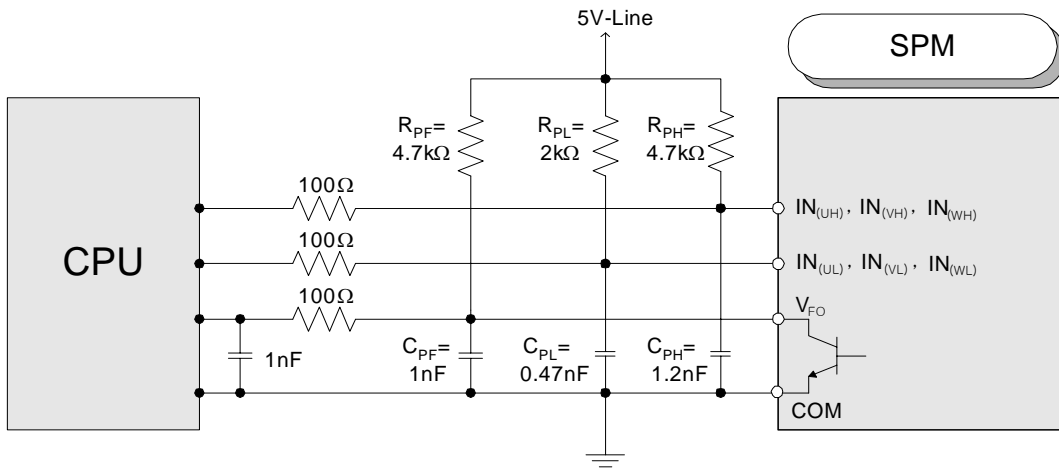 5V-Line
SPM
R_PF=
4.7kΩ
R_PL=
2kΩ
R_PH=
4.7kΩ
100Ω
IN(UH), IN(VH), IN(WH)
CPU
100Ω
IN(UL), IN(VL), IN(WL)
100Ω
V_FO
1nF
C_PF=
1nF
C_PL=
0.47nF
C_PH=
1.2nF
COM